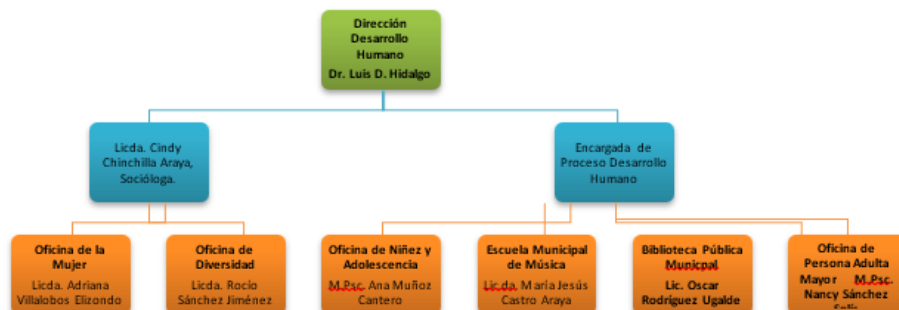 Dirección
Desarrollo
Humano
Dr. Luis D. Hidalgo
Licda. Cindy
Chinchilla Araya,
Socióloga.
Encargada de
Proceso Desarrollo
Humano
Oficina de la
Mujer
Licda. Adriana
Villalobos Elizondo
Oficina de
Diversidad
Licda. Rocío
Sánchez Jiménez
Oficina de Niñez y
Adolescencia
M.Psc. Ana Muñoz
Cantero
Escuela Municipal
de Música
Lic.da. María Jesús
Castro Araya
Biblioteca Pública
Municpal
Lic. Oscar
Rodríguez Ugalde
Oficina de
Persona Adulta
Mayor M.Psc.
Nancy Sánchez